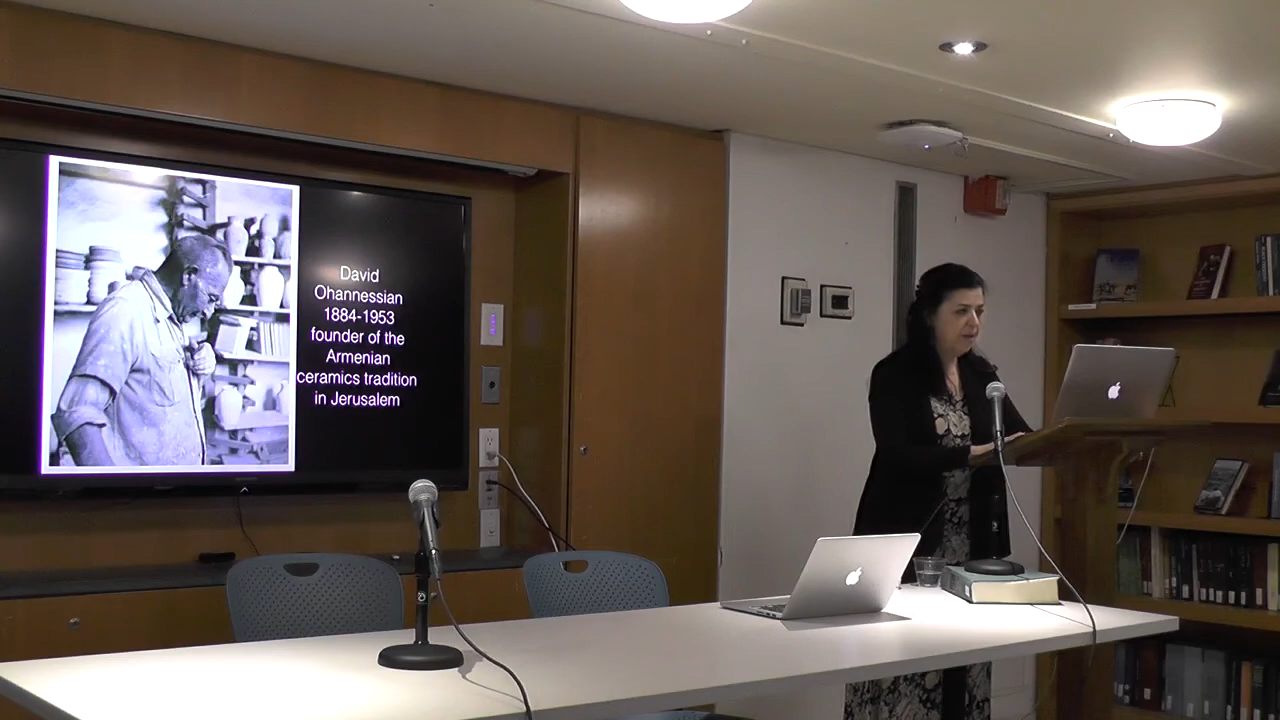 David
Ohannessian
1884-1953
founder of the
Armenian
ceramics tradition
in Jerusalem